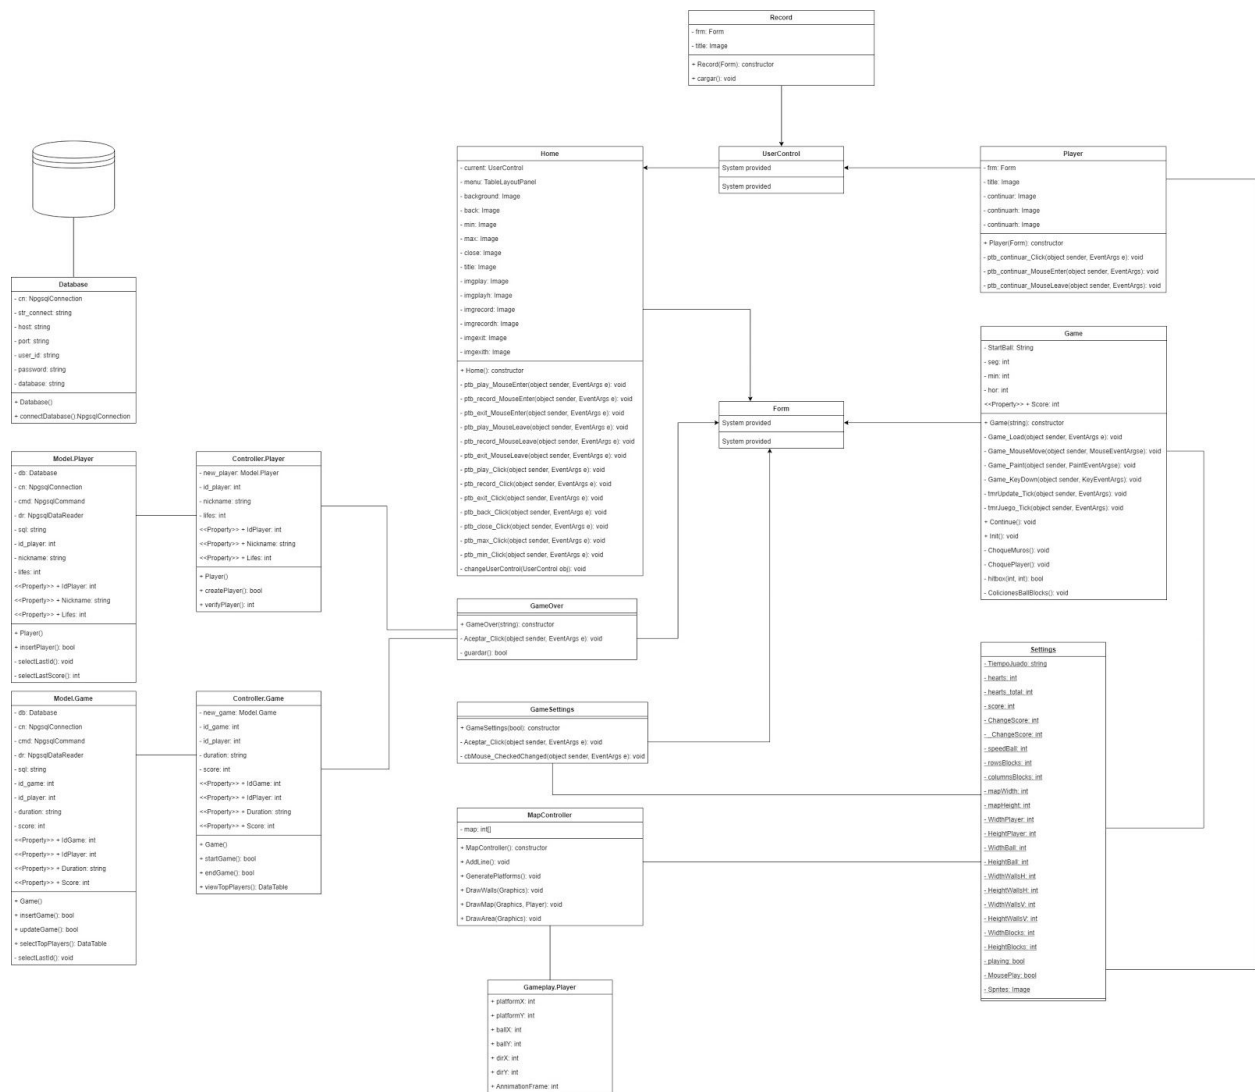 Record
- frm: Form
- title: Image
+ Record(Form): constructor
+ cargar(): void
Home
- current: UserControl
- menu: TableLayoutPanel
- background: Image
- back: Image
- min: Image
- max: Image
- close: Image
- title: Image
- imgplay: Image
- imgplayh: Image
- imgrecord: Image
- imgrecordh: Image
- imgexit: Image
- imgexith: Image
+ Home(): constructor
- ptb_play_MouseEnter(object sender, EventArgs e): void
- ptb_record_MouseEnter(object sender, EventArgs e): void
- ptb_exit_MouseEnter(object sender, EventArgs e): void
- ptb_play_MouseLeave(object sender, EventArgs e): void
- ptb_record_MouseLeave(object sender, EventArgs e): void
- ptb_exit_MouseLeave(object sender, EventArgs e): void
- ptb_play_Click(object sender, EventArgs e): void
- ptb_record_Click(object sender, EventArgs e): void
- ptb_exit_Click(object sender, EventArgs e): void
- ptb_back_Click(object sender, EventArgs e): void
- ptb_close_Click(object sender, EventArgs e): void
- ptb_max_Click(object sender, EventArgs e): void
- ptb_min_Click(object sender, EventArgs e): void
- changeUserControl(UserControl obj): void
UserControl
System provided
System provided
Player
- frm: Form
- title: Image
- continuar: Image
- continuarh: Image
- continuarh: Image
+ Player(Form): constructor
- ptb_continuar_Click(object sender, EventArgs e): void
- ptb_continuar_MouseEnter(object sender, EventArgs): void
- ptb_continuar_MouseLeave(object sender, EventArgs): void
Database
- cn: NpgsqlConnection
- str_connect: string
- host: string
- port: string
- user_id: string
- password: string
- database: string
+ Database()
+ connectDatabase():NpgsqlConnection
Game
- StartBall: String
- seg: int
- min: int
- hor: int
<<Property>> + Score: int
+ Game(string): constructor
- Game_Load(object sender, EventArgs e): void
- Game_MouseMove(object sender, MouseEventArgse): void
- Game_Paint(object sender, PaintEventArgse): void
- Game_KeyDown(object sender, KeyEventArgs): void
- tmrUpdate_Tick(object sender, EventArgs): void
- tmrJuego_Tick(object sender, EventArgs): void
+ Continue(): void
+ Init(): void
- ChoqueMuros(): void
- ChoquePlayer(): void
- hitbox(int, int): bool
- ColicionesBallBlocks(): void
Form
System provided
System provided
Model.Player
- db: Database
- cn: NpgsqlConnection
- cmd: NpgsqlCommand
- dr: NpgsqlDataReader
- sql: string
- id_player: int
- nickname: string
- lifes: int
<<Property>> + IdPlayer: int
<<Property>> + Nickname: string
<<Property>> + Lifes: int
+ Player()
+ insertPlayer(): bool
- selectLastId(): void
- selectLastScore(): int
Controller.Player
- new_player: Model.Player
- id_player: int
- nickname: string
- lifes: int
<<Property>> + IdPlayer: int
<<Property>> + Nickname: string
<<Property>> + Lifes: int
+ Player()
+ createPlayer(): bool
+ verifyPlayer(): int
GameOver
+ GameOver(string): constructor
- Aceptar_Click(object sender, EventArgs e): void
- guardar(): bool
Settings
- TiempoJuado: string
- hearts: int
- hearts_total: int
- score: int
- ChangeScore: int
- _ChangeScore: int
- speedBall: int
- rowsBlocks: int
- columnsBlocks: int
- mapWidth: int
- mapHeight: int
- WidthPlayer: int
- HeightPlayer: int
- WidthBall: int
- HeightBall: int
- WidthWallsH: int
- HeightWallsH: int
- WidthWallsV: int
- HeightWallsV: int
- WidthBlocks: int
- HeightBlocks: int
- playing: bool
- MousePlay: bool
- Sprites: Image
Model.Game
- db: Database
- cn: NpgsqlConnection
- cmd: NpgsqlCommand
- dr: NpgsqlDataReader
- sql: string
- id_game: int
- id_player: int
- duration: string
- score: int
<<Property>> + IdGame: int
<<Property>> + IdPlayer: int
<<Property>> + Duration: string
<<Property>> + Score: int
+ Game()
+ insertGame(): bool
+ updateGame(): bool
+ selectTopPlayers(): DataTable
- selectLastId(): void
Controller.Game
- new_game: Model.Game
- id_game: int
- id_player: int
- duration: string
- score: int
<<Property>> + IdGame: int
<<Property>> + IdPlayer: int
<<Property>> + Duration: string
<<Property>> + Score: int
+ Game()
+ startGame(): bool
+ endGame(): bool
+ viewTopPlayers(): DataTable
GameSettings
+ GameSettings(bool): constructor
- Aceptar_Click(object sender, EventArgs e): void
- cbMouse_CheckedChanged(object sender, EventArgs e): void
MapController
- map: int[]
+ MapController(): constructor
+ AddLine(): void
+ GeneratePlatforms(): void
+ DrawWalls(Graphics): void
+ DrawMap(Graphics, Player): void
+ DrawArea(Graphics): void
Gameplay.Player
+ platformX: int
+ platformY: int
+ ballX: int
+ ballY: int
+ dirX: int
+ dirY: int
+ AnnimationFrame: int